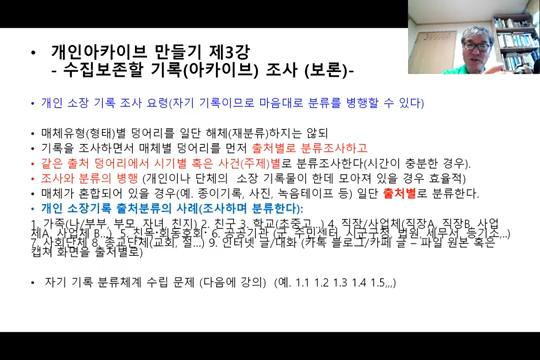 • 개인아카이브 만들기 제3강
- 수집보존할 기록(아카이브) 조사 (보론)-
• 개인 소장 기록 조사 요령(자기 기록이므로 마음대로 분류를 병행할 수 있다)
• 매체유형(형태)별 덩어리를 일단 해체(재분류)하지는 않되
• 기록을 조사하면서 매체별 덩어리를 먼저 출처별로 분류조사하고
• 같은 출처 덩어리에서 시기별 혹은 사건(주제)별로 분류조사한다(시간이 충분한 경우).
• 조사와 분류의 병행 (개인이나 단체의 소장 기록물이 한데 모아져 있을 경우 효율적)
• 매체가 혼합되어 있을 경우(예. 종이기록, 사진, 녹음테이프 등) 일단 출처별로 분류한다.
• 개인 소장기록 출처분류의 사례(조사하며 분류한다):
1. 가족(나/부부, 부모, 자녀, 친지) 2. 친구 3. 학교(초중고,,,) 4. 직장/사업체(직장A, 직장B, 사업
체A, 사업체 B...) 5. 친목·회동호회 6. 공공기관 (군, 주민센터, 시군구청, 법원, 세무서, 등기소,,,)
7. 사회단체 8. 종교단체(교회, 절...) 9. 인터넷 글/대화 (카톡 블로그/카페 글 – 파일 원본 혹은
캡쳐 화면을 출처별로)
• 자기 기록 분류체계 수립 문제 (다음에 강의) (예. 1.1 1.2 1.3 1.4 1.5,,,)